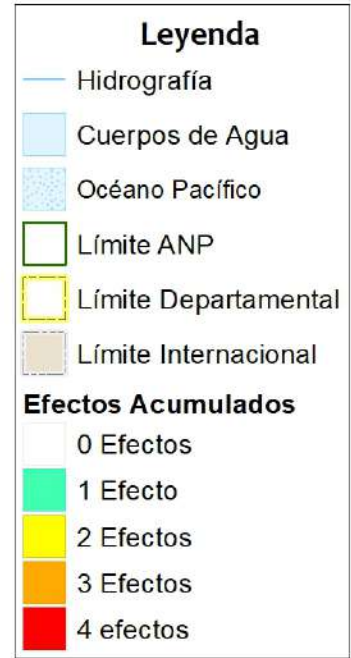 Leyenda
Hidrografía
Cuerpos de Agua
Océano Pacífico
Límite ANP
Límite Departamental
Límite Internacional
Efectos Acumulados
0 Efectos
1 Efecto
2 Efectos
3 Efectos
4 efectos